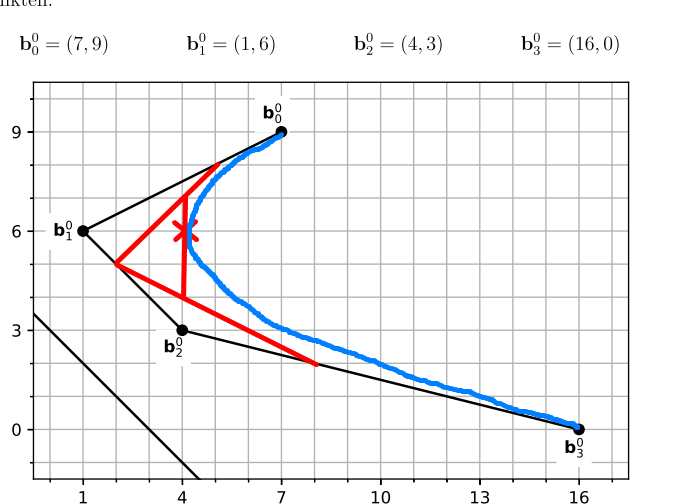 nkten.
b₀⁰ = (7, 9) b₁⁰ = (1, 6) b₂⁰ = (4, 3) b₃⁰ = (16, 0)
b₀⁰
9
6
b₁⁰
3
b₂⁰
0
b₃⁰
1 4 7 10 13 16